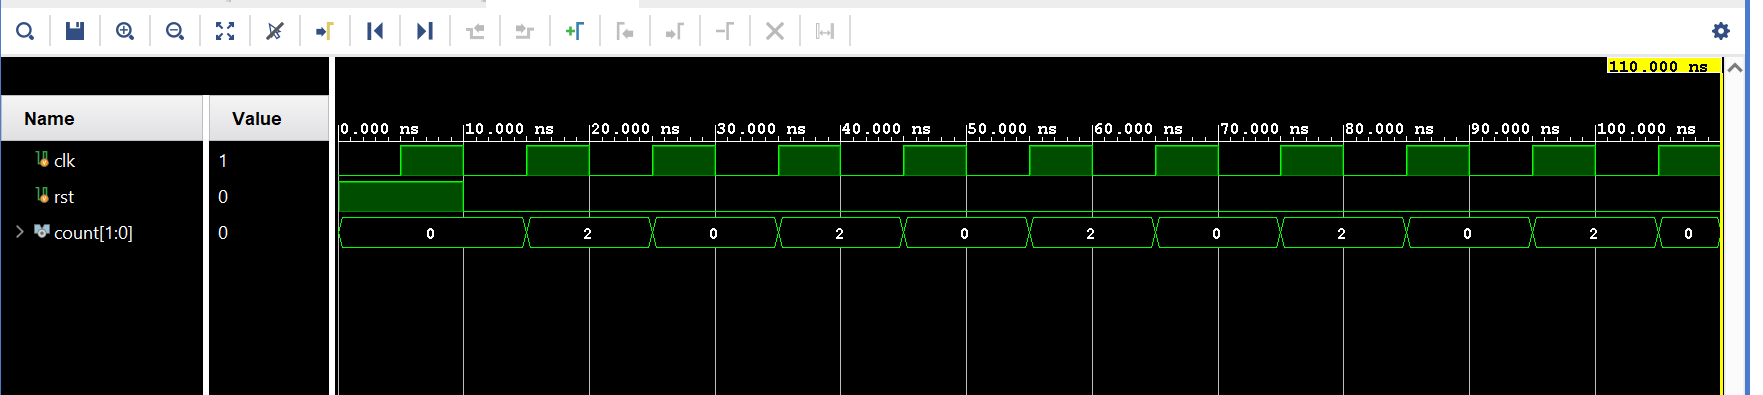 110.000 ns
Name Value
0.000 ns 10.000 ns 20.000 ns 30.000 ns 40.000 ns 50.000 ns 60.000 ns 70.000 ns 80.000 ns 90.000 ns 100.000 ns
clk 1
rst 0
count[1:0] 0 0 2 0 2 0 2 0 2 0 2 0